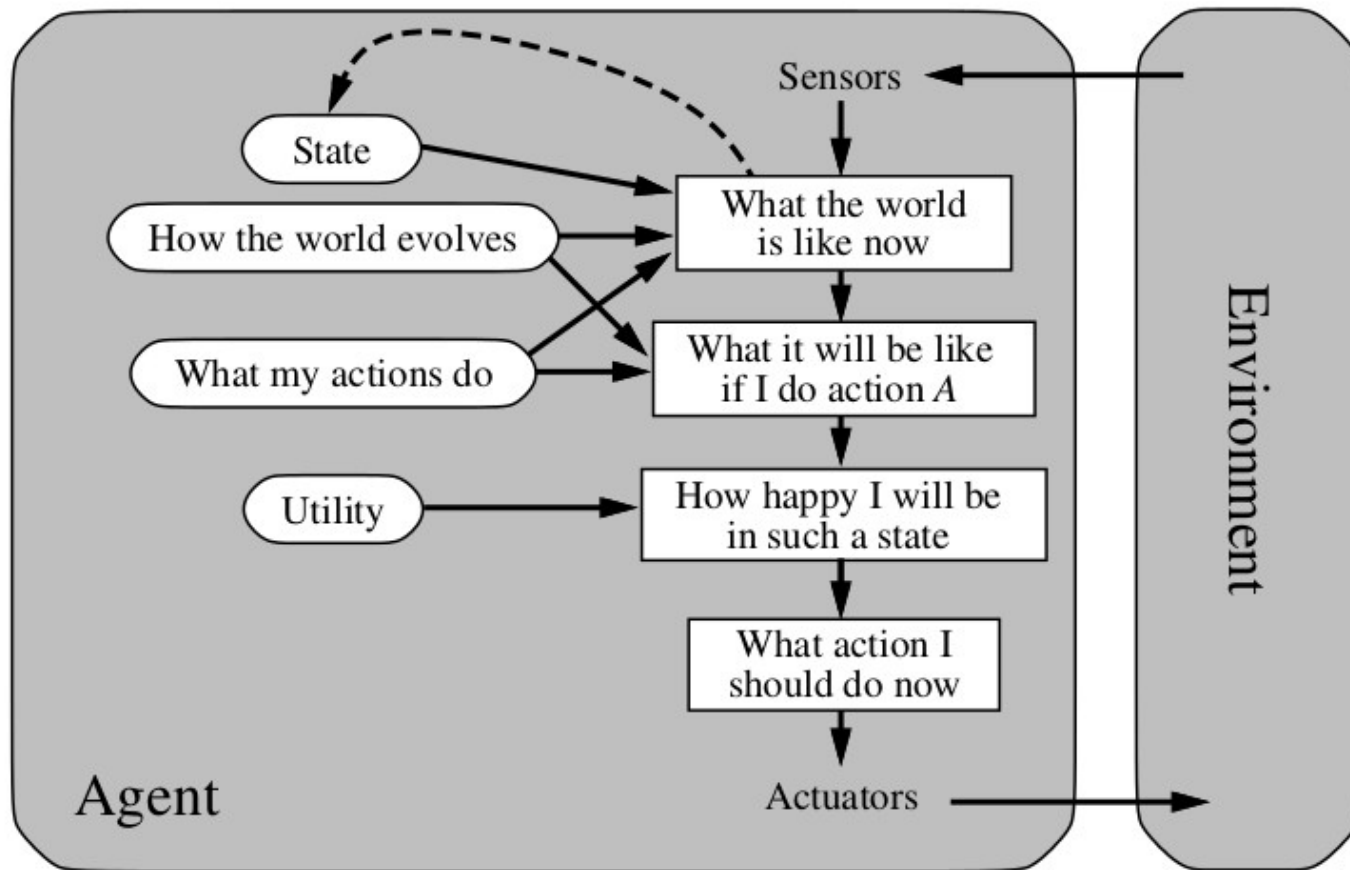 Sensors
State
What the world
is like now
How the world evolves
What it will be like
if I do action A
What my actions do
How happy I will be
in such a state
Utility
What action I
should do now
Actuators
Agent
Environment